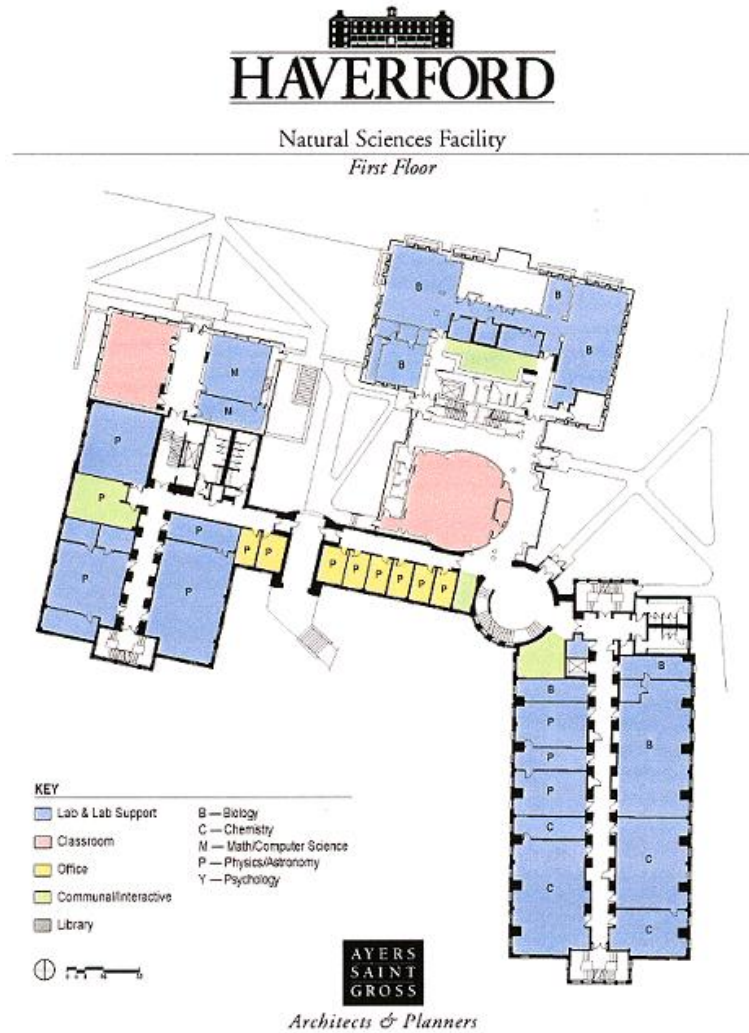 HAVERFORD
Natural Sciences Facility
First Floor
B
B
B
B
M
M
P
P
P
P
P
P
P
P
P
P
P
P
P
B
P
P
P
C
C
B
B
C
C
KEY
Lab & Lab Support
Classroom
Office
Communal/Interactive
Library
B — Biology
C — Chemistry
M — Math/Computer Science
P — Physics/Astronomy
Y — Psychology
AYERS
SAINT
GROSS
Architects & Planners